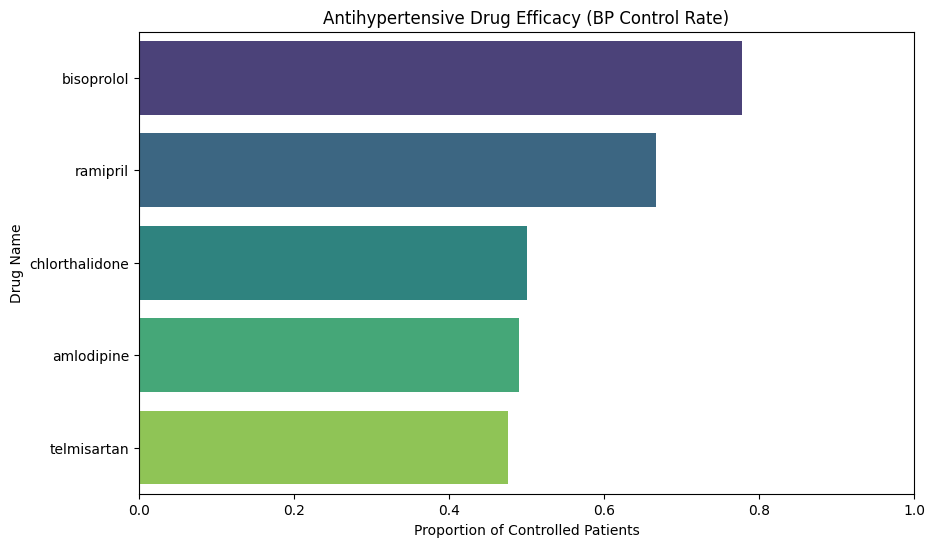 Antihypertensive Drug Efficacy (BP Control Rate)
Drug Name
bisoprolol
ramipril
chlorthalidone
amlodipine
telmisartan
0.0 0.2 0.4 0.6 0.8 1.0
Proportion of Controlled Patients